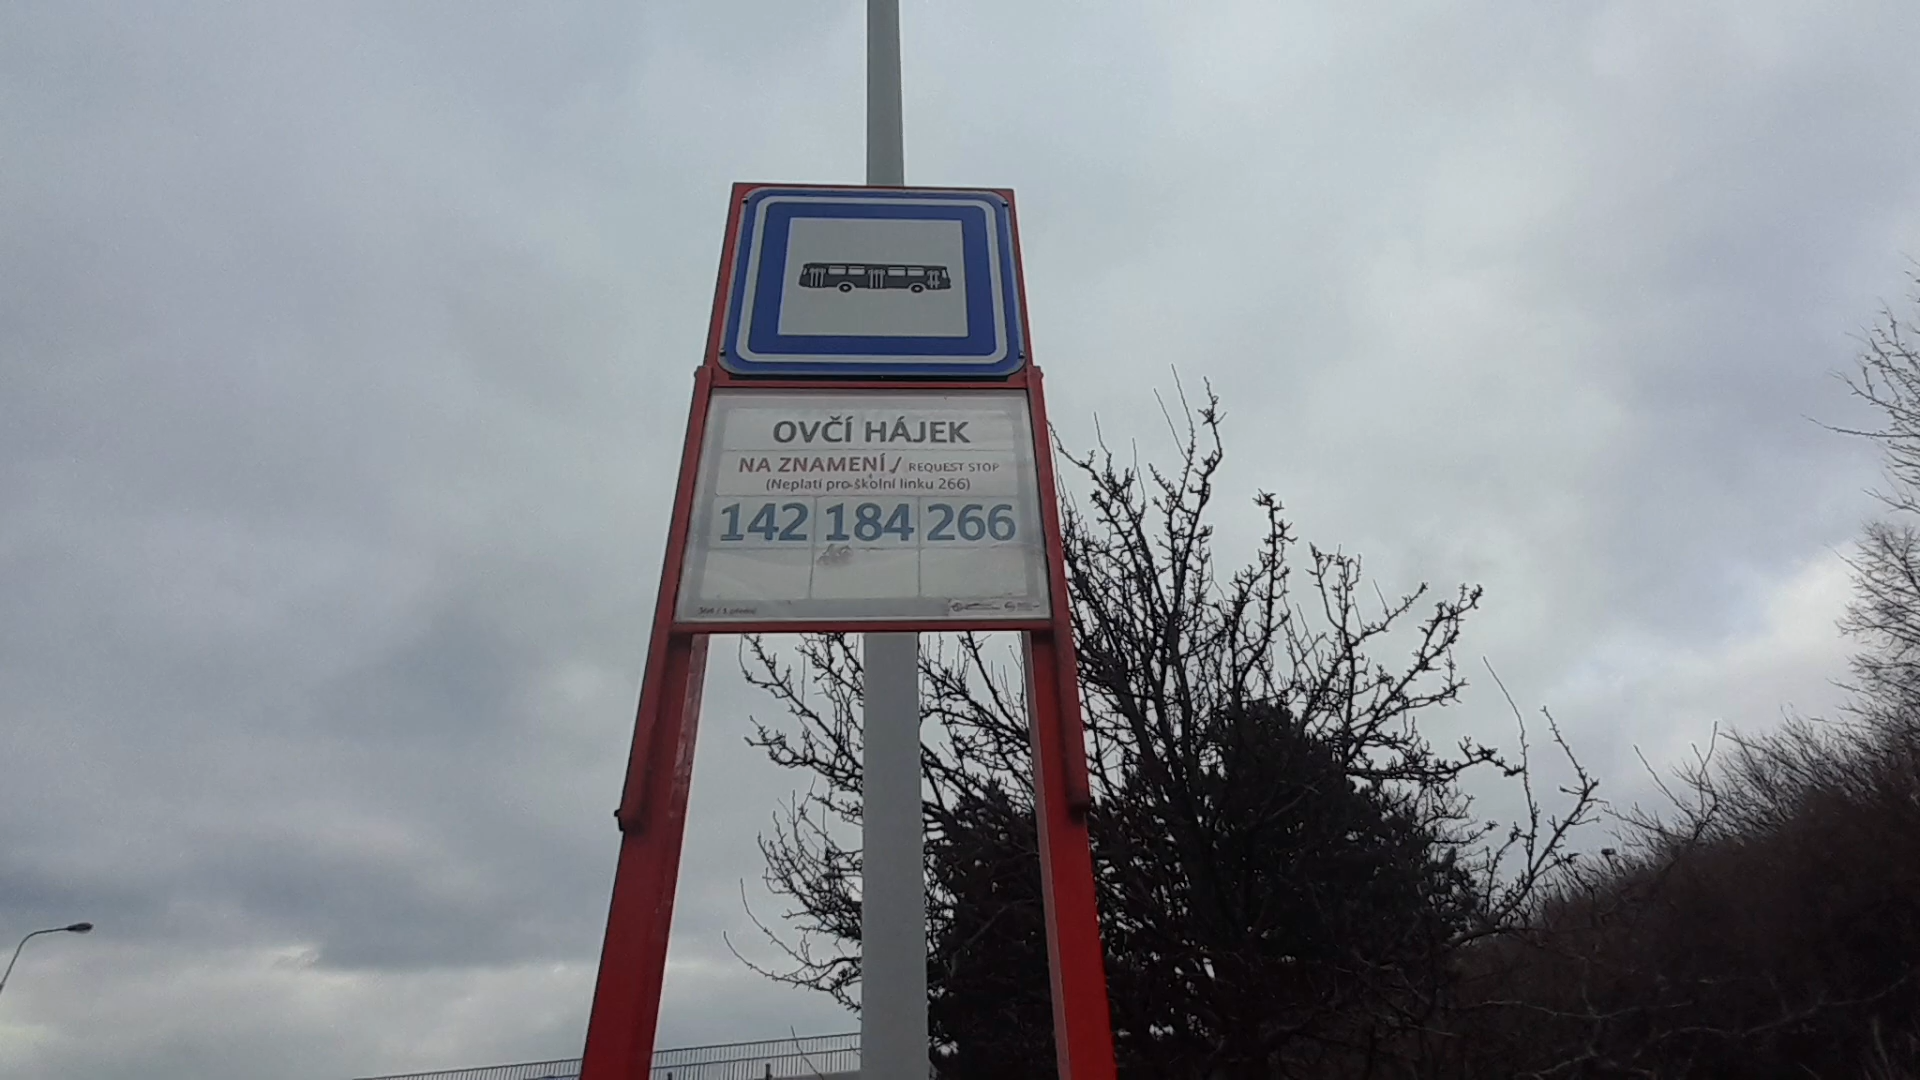 OVČÍ HÁJEK
NA ZNAMENÍ / REQUEST STOP
(Neplatí pro školní linku 266)
142 184 266